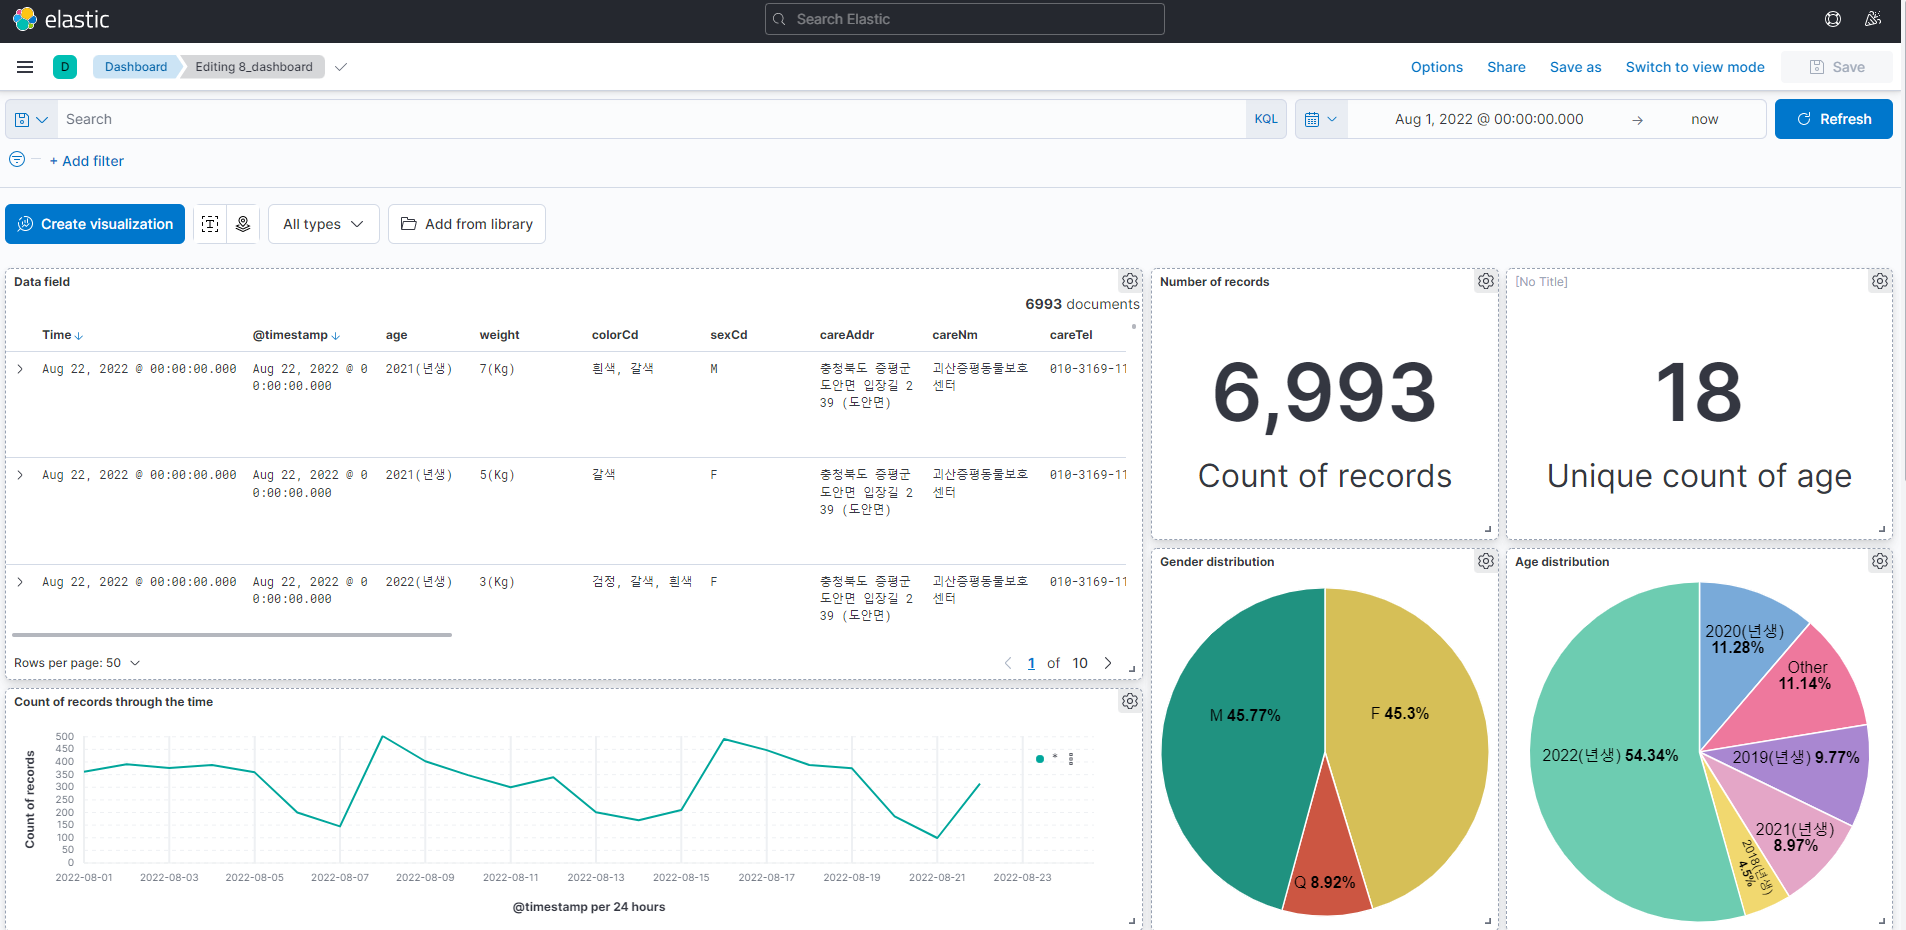 elastic
Search Elastic
D
Dashboard
Editing 8_dashboard
Options
Share
Save as
Switch to view mode
Save
Search
KQL
Aug 1, 2022 @ 00:00:00.000
→
now
Refresh
+ Add filter
Create visualization
All types
Add from library
Data field
6993 documents
Time↓ @timestamp↓ age weight colorCd sexCd careAddr careNm careTel
Aug 22, 2022 @ 00:00:00.000 Aug 22, 2022 @ 0 2021(년생) 7(Kg) 흰색, 갈색 M 충청북도 증평군 괴산증평동물보호 010-3169-11
0:00:00.000 도안면 입장길 2 센터
39 (도안면)
Aug 22, 2022 @ 00:00:00.000 Aug 22, 2022 @ 0 2021(년생) 5(Kg) 갈색 F 충청북도 증평군 괴산증평동물보호 010-3169-11
0:00:00.000 도안면 입장길 2 센터
39 (도안면)
Aug 22, 2022 @ 00:00:00.000 Aug 22, 2022 @ 0 2022(년생) 3(Kg) 검정, 갈색, 흰색 F 충청북도 증평군 괴산증평동물보호 010-3169-11
0:00:00.000 도안면 입장길 2 센터
39 (도안면)
Rows per page: 50
1 of 10
Number of records
6,993
Count of records
[No Title]
18
Unique count of age
Count of records through the time
Count of records
500
450
400
350
300
250
200
150
100
50
0
2022-08-01 2022-08-03 2022-08-05 2022-08-07 2022-08-09 2022-08-11 2022-08-13 2022-08-15 2022-08-17 2022-08-19 2022-08-21 2022-08-23
@timestamp per 24 hours
*
Gender distribution
M 45.77%
F 45.3%
Q 8.92%
Age distribution
2020(년생)
11.28%
Other
11.14%
2022(년생) 54.34%
2019(년생) 9.77%
2021(년생)
8.97%
2018(년생)
4.5%